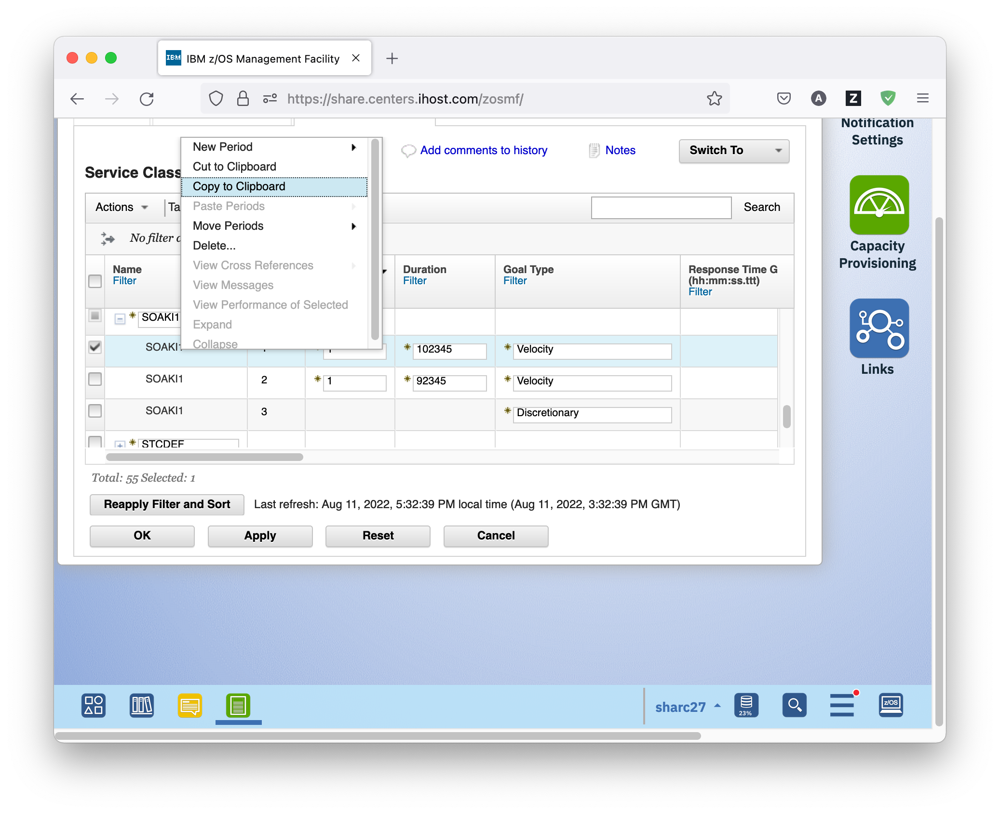 IBM IBM z/OS Management Facility
https://share.centers.ihost.com/zosmf/
A Z
Notification
Settings
New Period
Cut to Clipboard
Copy to Clipboard
Paste Periods
Move Periods
Delete...
View Cross References
View Messages
View Performance of Selected
Expand
Collapse
Add comments to history
Notes
Switch To
Service Class
Actions
Ta
Search
No filter
Name
Filter
Duration
Filter
Goal Type
Filter
Response Time G
(hh:mm:ss.ttt)
Filter
SOAKI1
SOAKI1 1 1 102345 Velocity
SOAKI1 2 1 92345 Velocity
SOAKI1 3 Discretionary
STCDEF
Total: 55 Selected: 1
Reapply Filter and Sort Last refresh: Aug 11, 2022, 5:32:39 PM local time (Aug 11, 2022, 3:32:39 PM GMT)
OK Apply Reset Cancel
Capacity
Provisioning
Links
sharc27
23%
z/OS